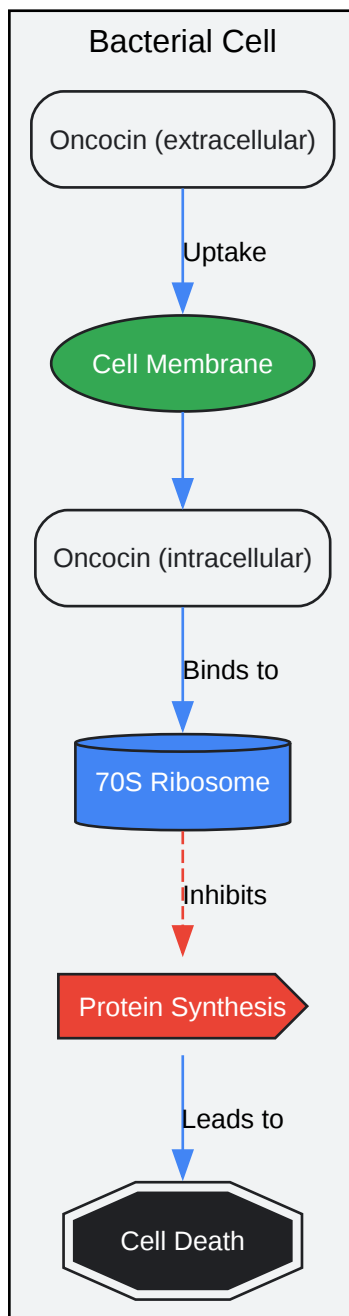 Bacterial Cell
Oncocin (extracellular)
Uptake
Cell Membrane
Oncocin (intracellular)
Binds to
70S Ribosome
Inhibits
Protein Synthesis
Leads to
Cell Death